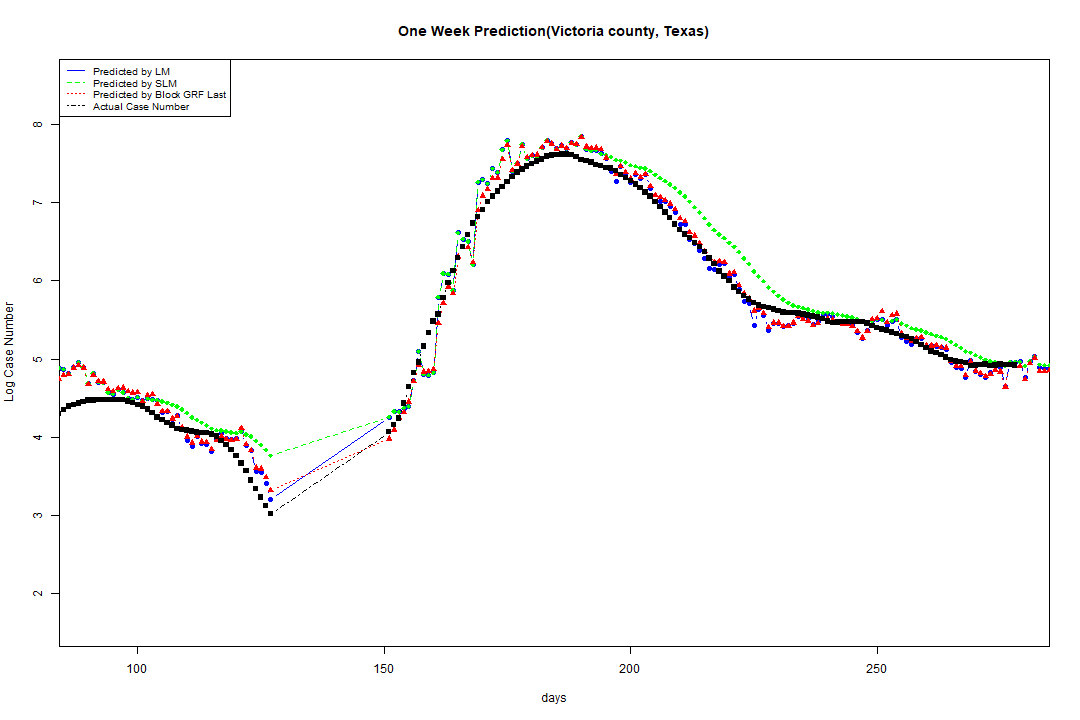 One Week Prediction(Victoria county, Texas)
Predicted by LM
Predicted by SLM
Predicted by Block GRF Last
Actual Case Number
Log Case Number
8
7
6
5
4
3
2
100 150 200 250
days